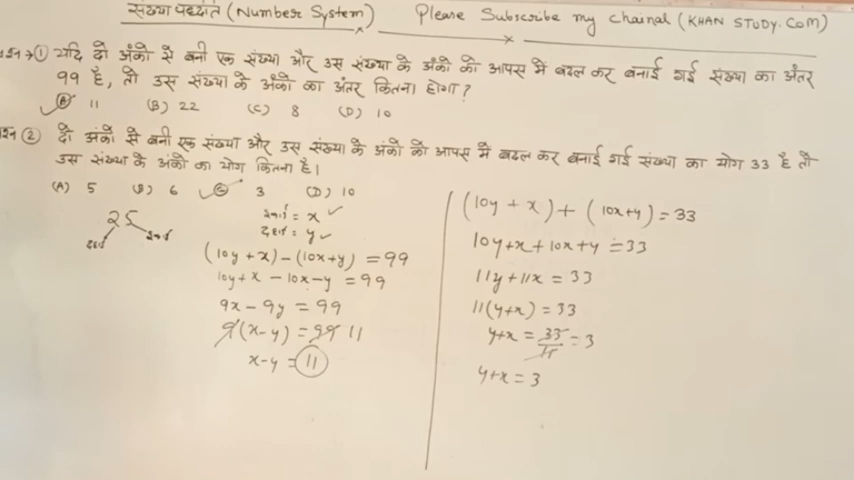 संख्या पद्धति (Number System) Please Subscribe my Chainal (KHAN STUDY.COM)
प्रश्न → ① यदि दो अंको से बनी एक संख्या और उस संख्या के अंको को आपस में बदल कर बनाई गई संख्या का अंतर
99 है, तो उस संख्या के अंको का अंतर कितना होगा?
(A) 11 (B) 22 (C) 8 (D) 10
प्रश्न ② दो अंको से बनी एक संख्या और उस संख्या के अंको को आपस में बदल कर बनाई गई संख्या का योग 33 है तो
उस संख्या के अंको का योग कितना है।
(A) 5 (B) 6 (C) 3 (D) 10
25
दहाई इकाई
इकाई = x ✓
दहाई = y ✓
(10y + x) - (10x+y) = 99
10y+x - 10x-y = 99
9x - 9y = 99
9(x-y) = 99 11
x-y = 11
(10y + x) + (10x+y) = 33
10y+x+10x+y = 33
11y+11x = 33
11(y+x) = 33
y+x = 33/11 = 3
y+x = 3